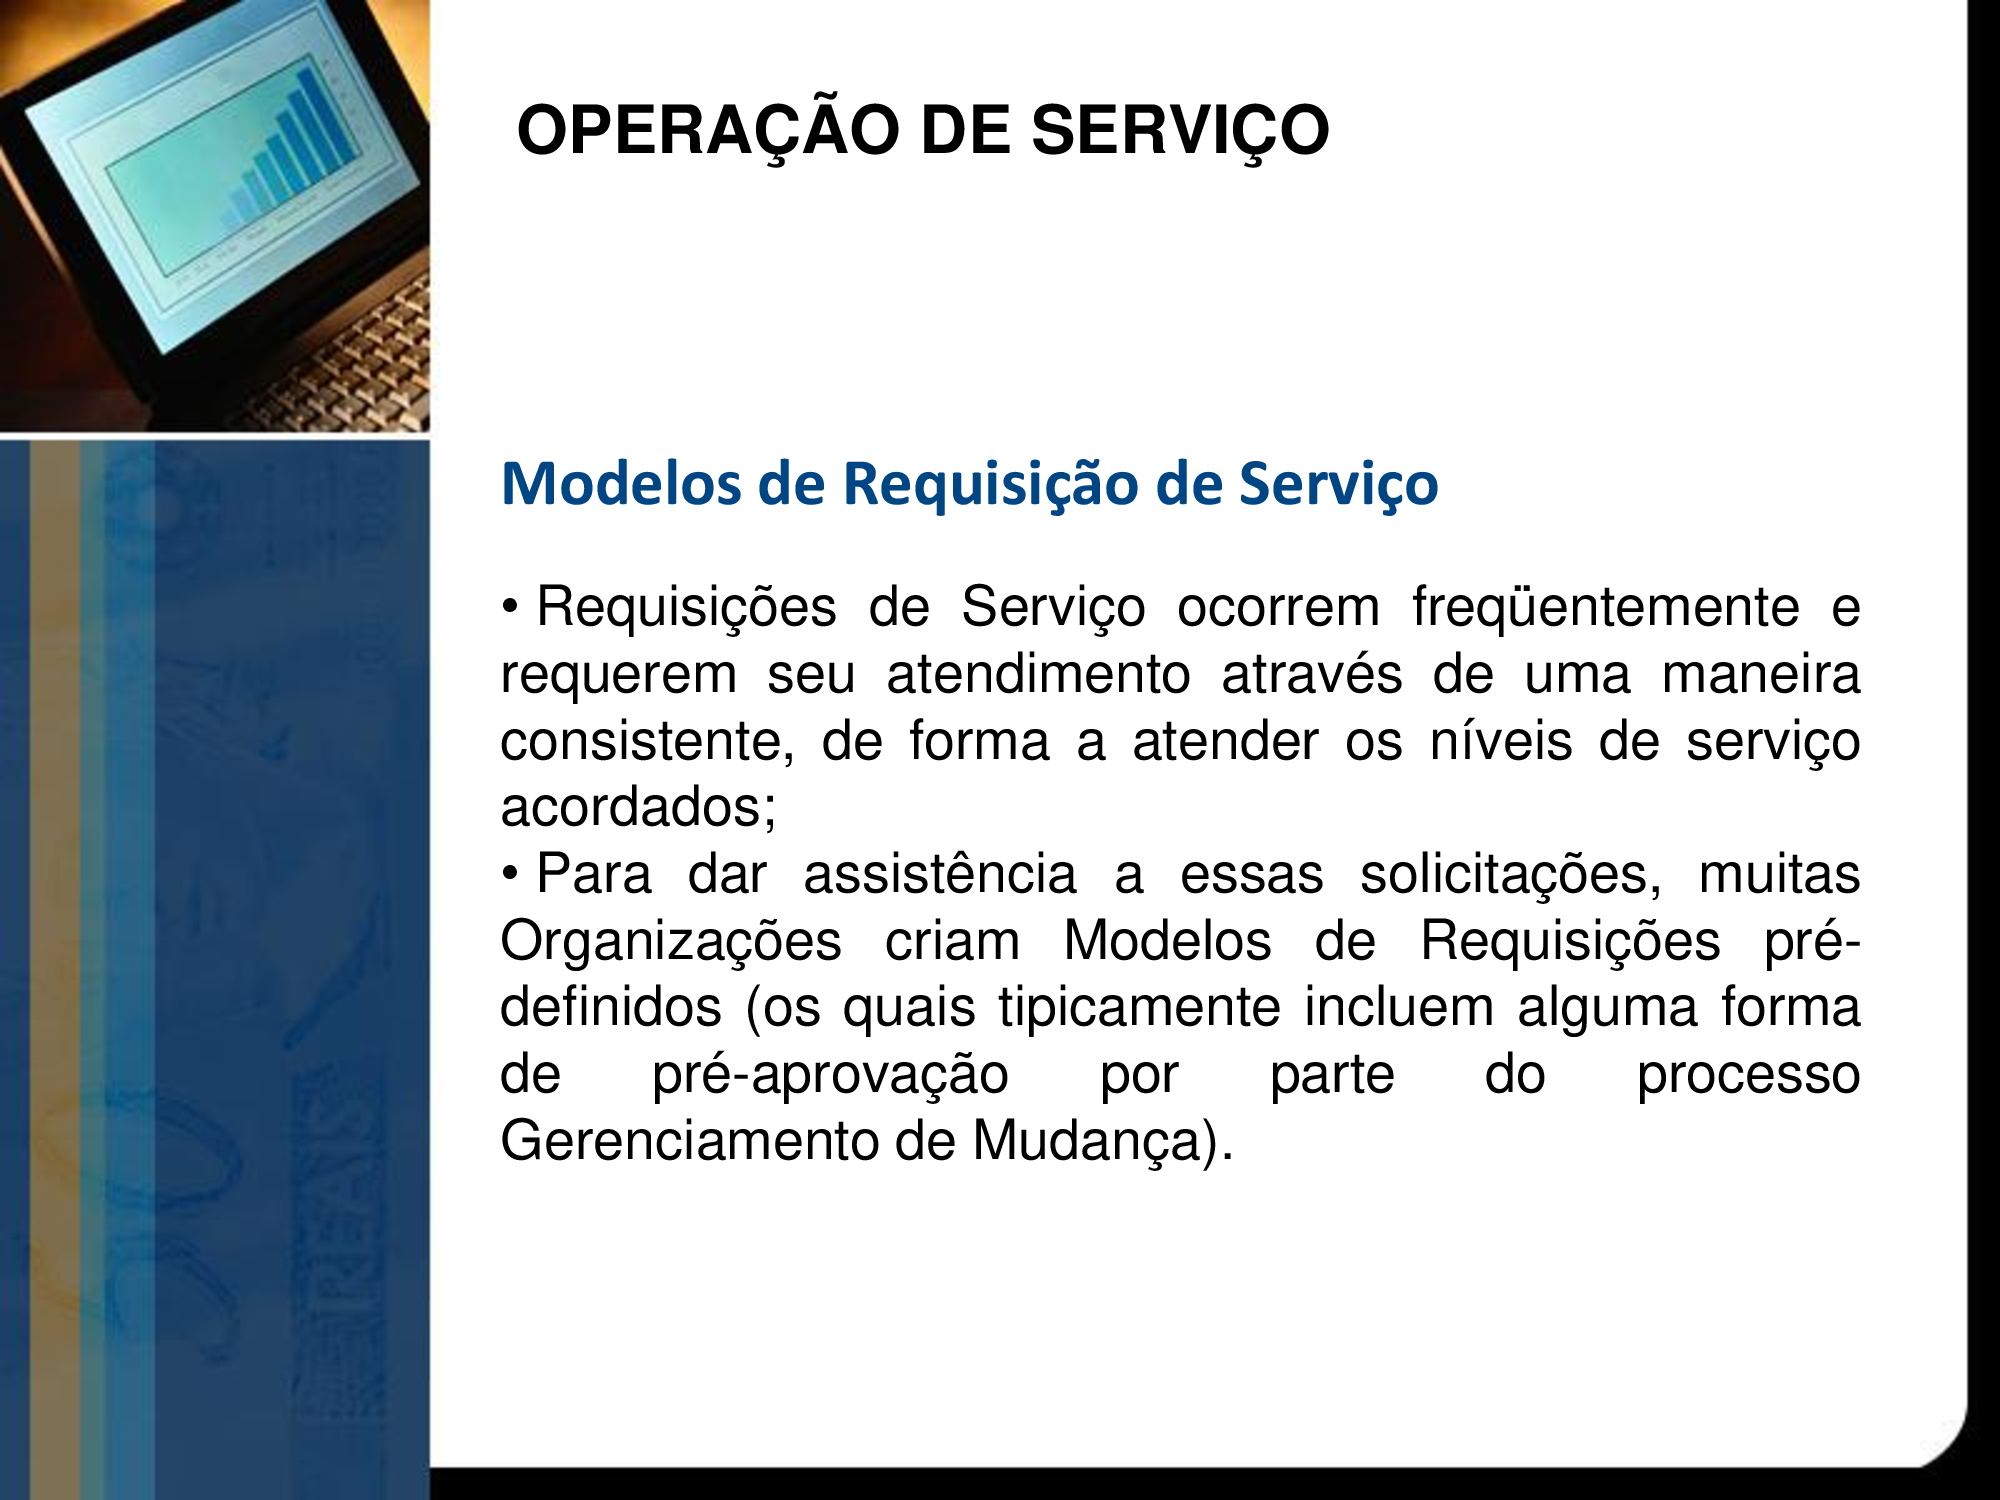 OPERAÇÃO DE SERVIÇO
Modelos de Requisição de Serviço
• Requisições de Serviço ocorrem freqüentemente e
requerem seu atendimento através de uma maneira
consistente, de forma a atender os níveis de serviço
acordados;
• Para dar assistência a essas solicitações, muitas
Organizações criam Modelos de Requisições pré-
definidos (os quais tipicamente incluem alguma forma
de pré-aprovação por parte do processo
Gerenciamento de Mudança).
REAIS